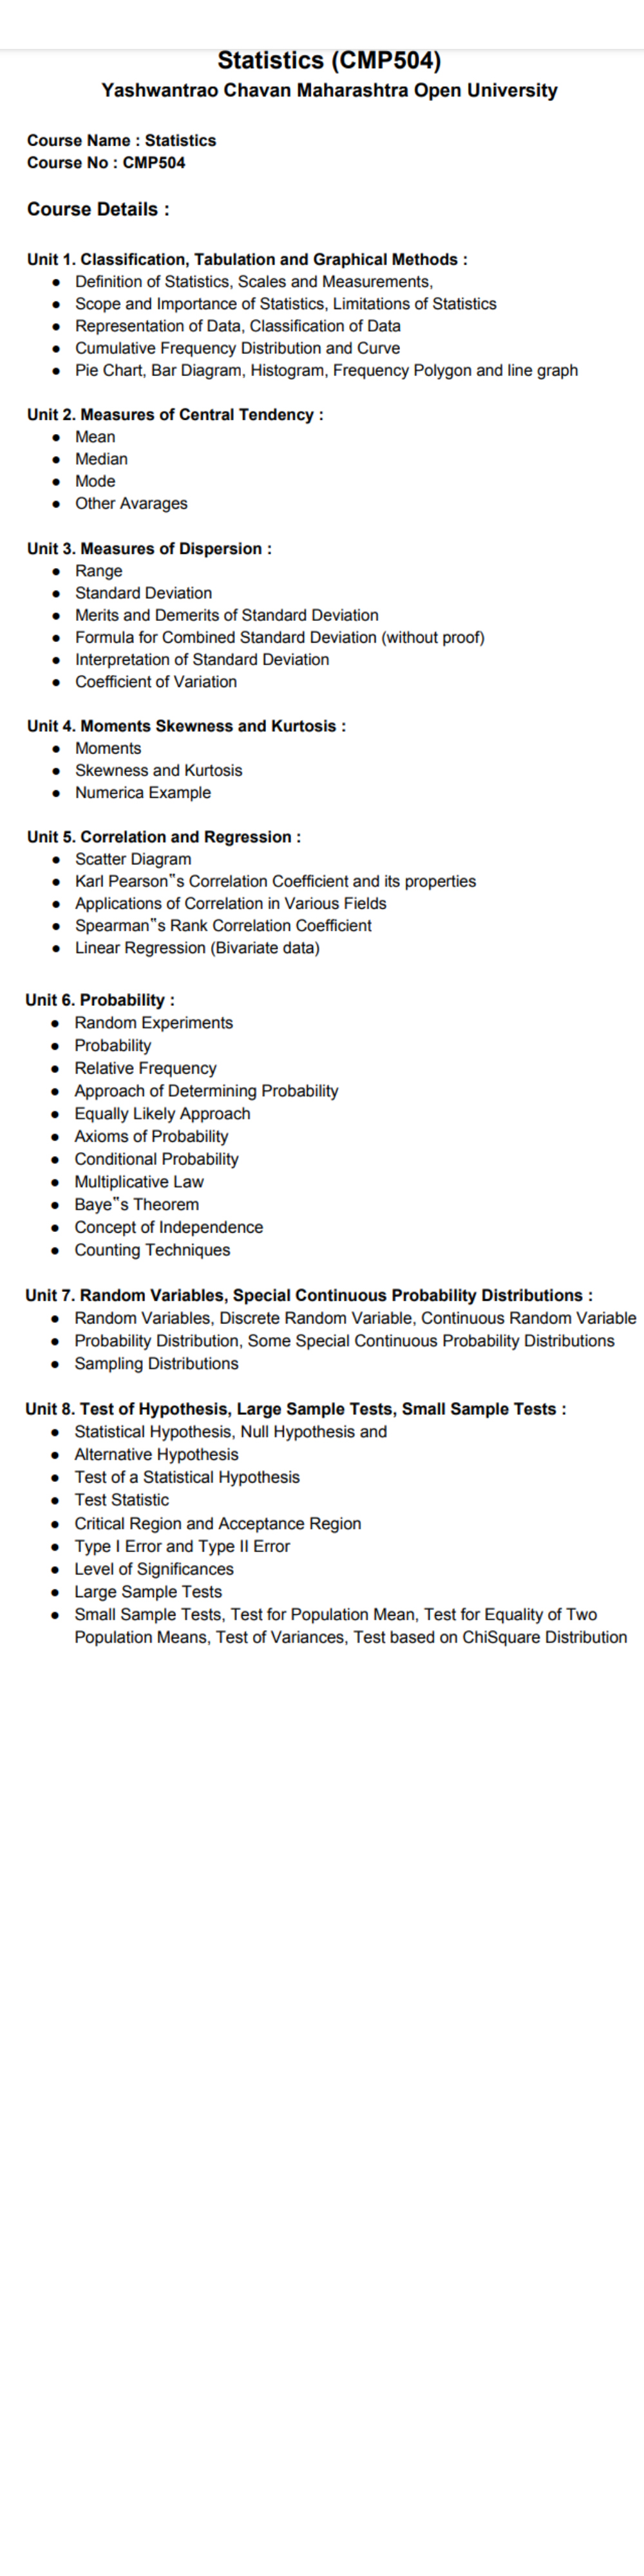 Statistics (CMP504)
Yashwantrao Chavan Maharashtra Open University
Course Name : Statistics
Course No : CMP504
Course Details :
Unit 1. Classification, Tabulation and Graphical Methods :
● Definition of Statistics, Scales and Measurements,
● Scope and Importance of Statistics, Limitations of Statistics
● Representation of Data, Classification of Data
● Cumulative Frequency Distribution and Curve
● Pie Chart, Bar Diagram, Histogram, Frequency Polygon and line graph
Unit 2. Measures of Central Tendency :
● Mean
● Median
● Mode
● Other Avarages
Unit 3. Measures of Dispersion :
● Range
● Standard Deviation
● Merits and Demerits of Standard Deviation
● Formula for Combined Standard Deviation (without proof)
● Interpretation of Standard Deviation
● Coefficient of Variation
Unit 4. Moments Skewness and Kurtosis :
● Moments
● Skewness and Kurtosis
● Numerica Example
Unit 5. Correlation and Regression :
● Scatter Diagram
● Karl Pearson‟s Correlation Coefficient and its properties
● Applications of Correlation in Various Fields
● Spearman‟s Rank Correlation Coefficient
● Linear Regression (Bivariate data)
Unit 6. Probability :
● Random Experiments
● Probability
● Relative Frequency
● Approach of Determining Probability
● Equally Likely Approach
● Axioms of Probability
● Conditional Probability
● Multiplicative Law
● Baye‟s Theorem
● Concept of Independence
● Counting Techniques
Unit 7. Random Variables, Special Continuous Probability Distributions :
● Random Variables, Discrete Random Variable, Continuous Random Variable
● Probability Distribution, Some Special Continuous Probability Distributions
● Sampling Distributions
Unit 8. Test of Hypothesis, Large Sample Tests, Small Sample Tests :
● Statistical Hypothesis, Null Hypothesis and
● Alternative Hypothesis
● Test of a Statistical Hypothesis
● Test Statistic
● Critical Region and Acceptance Region
● Type I Error and Type II Error
● Level of Significances
● Large Sample Tests
● Small Sample Tests, Test for Population Mean, Test for Equality of Two
Population Means, Test of Variances, Test based on ChiSquare Distribution